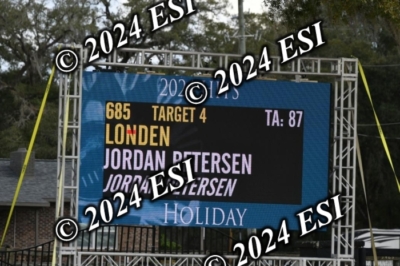 © 2024 ESI
© 2024 ESI
© 2024 ESI
685 TARGET 4 TA: 87
LONDEN
JORDAN PETERSEN
JORDAN PETERSEN
© 2024 ESI
HOLIDAY
© 2024 ESI